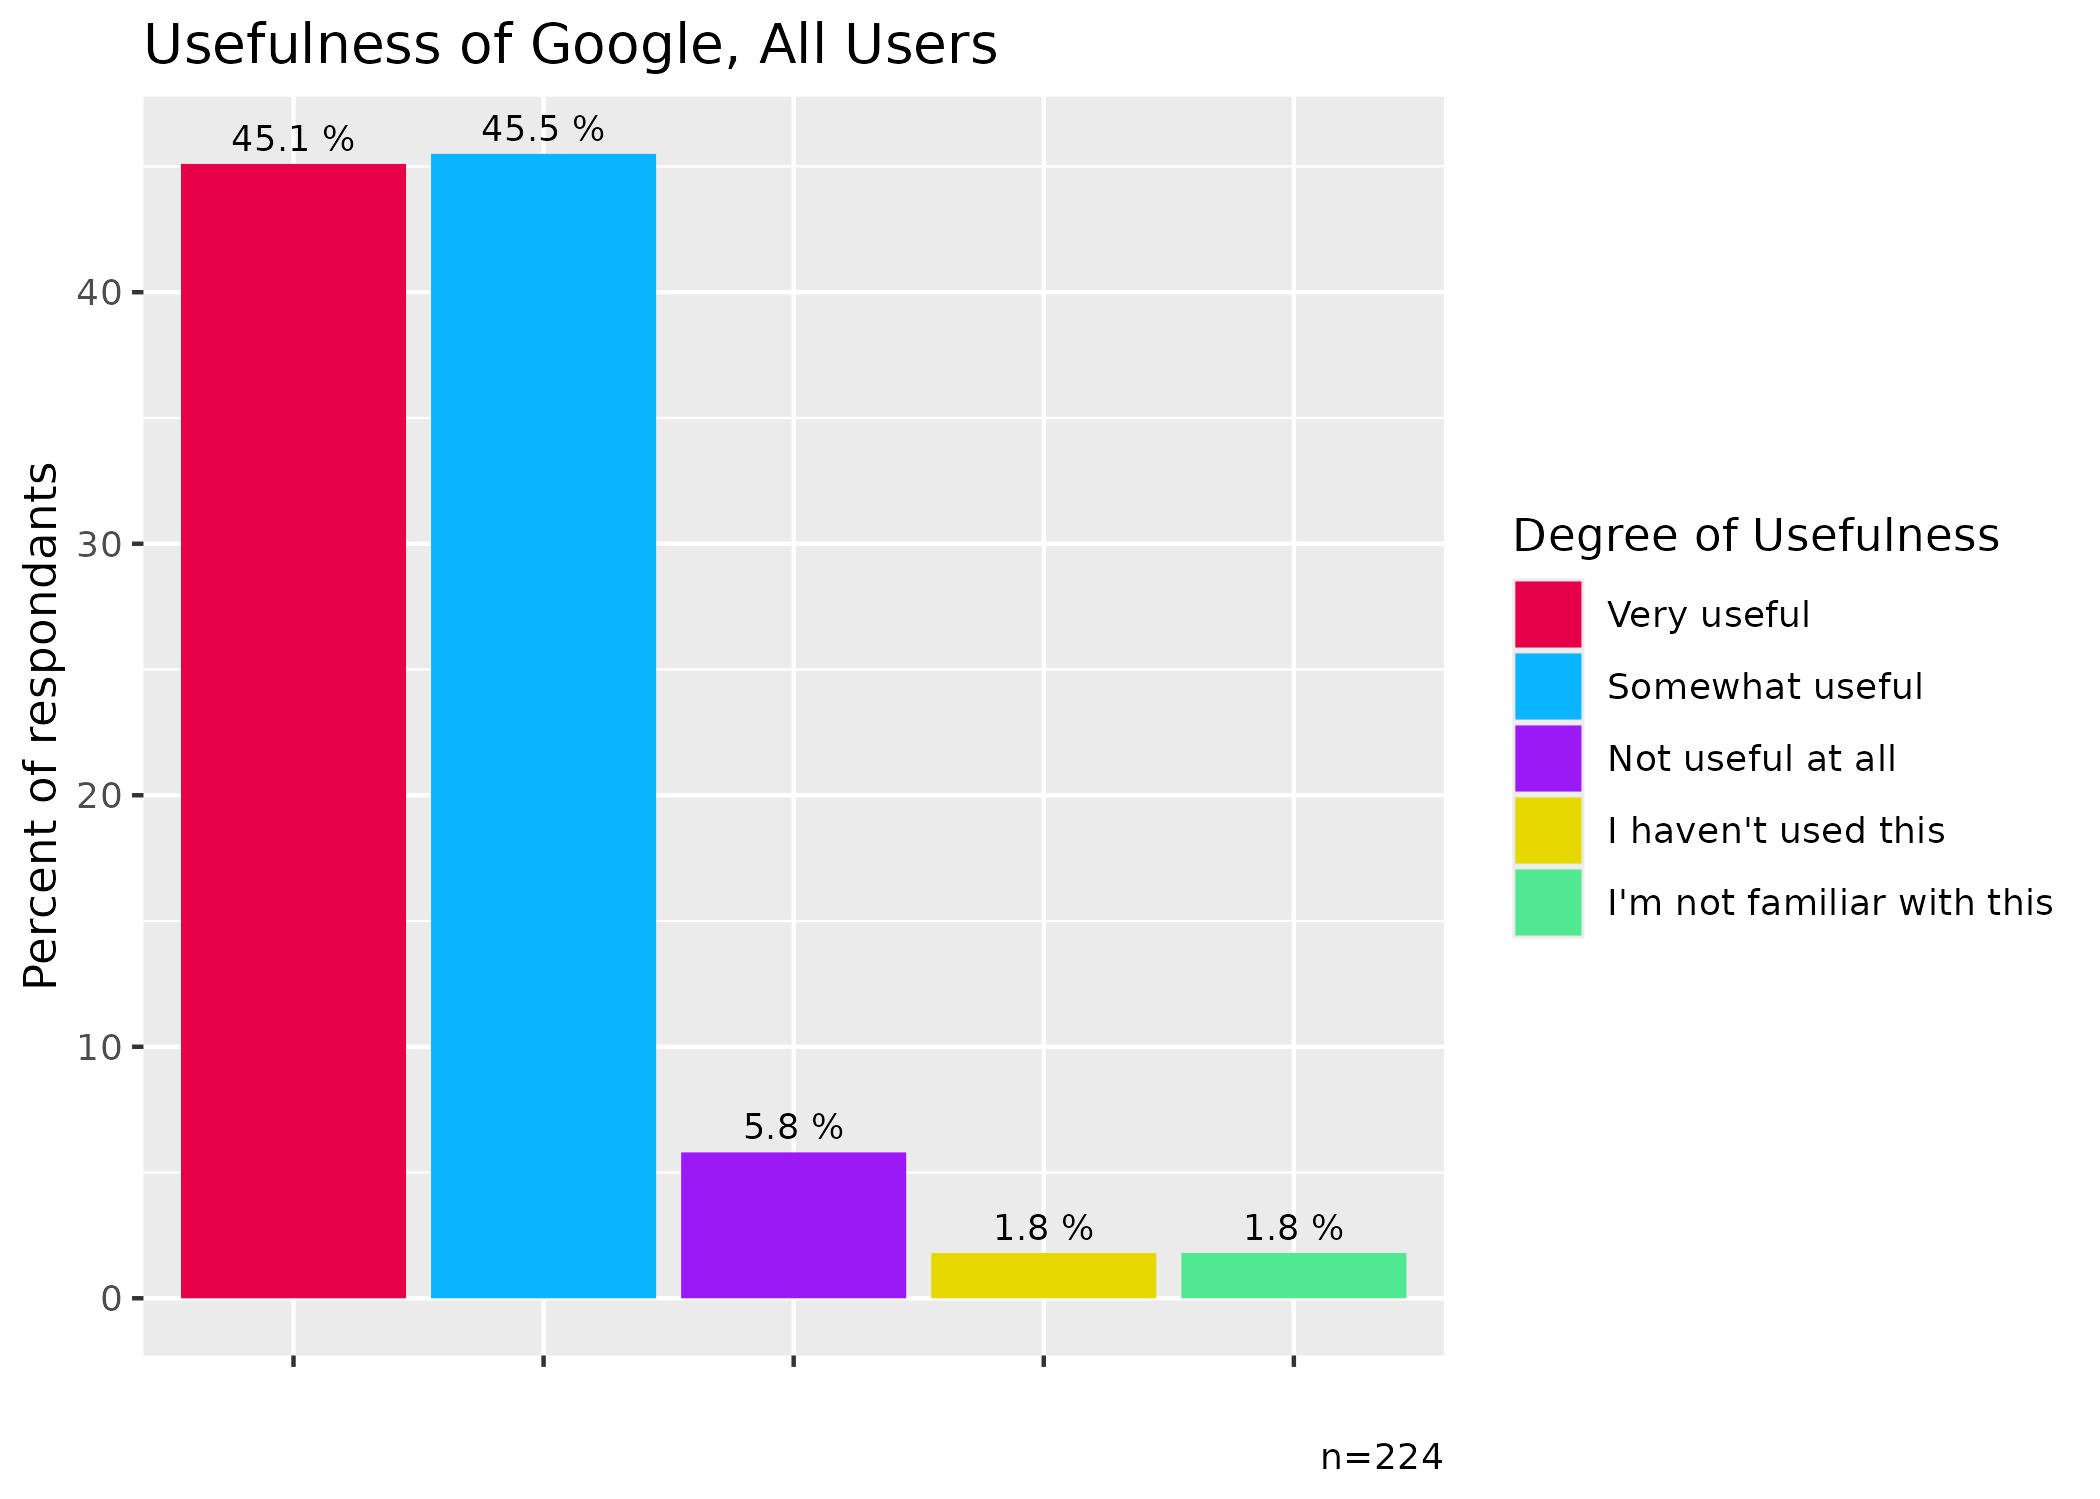 Usefulness of Google, All Users
Percent of respondants
40
30
20
10
0
45.1 %
45.5 %
5.8 %
1.8 %
1.8 %
Degree of Usefulness
Very useful
Somewhat useful
Not useful at all
I haven't used this
I'm not familiar with this
n=224